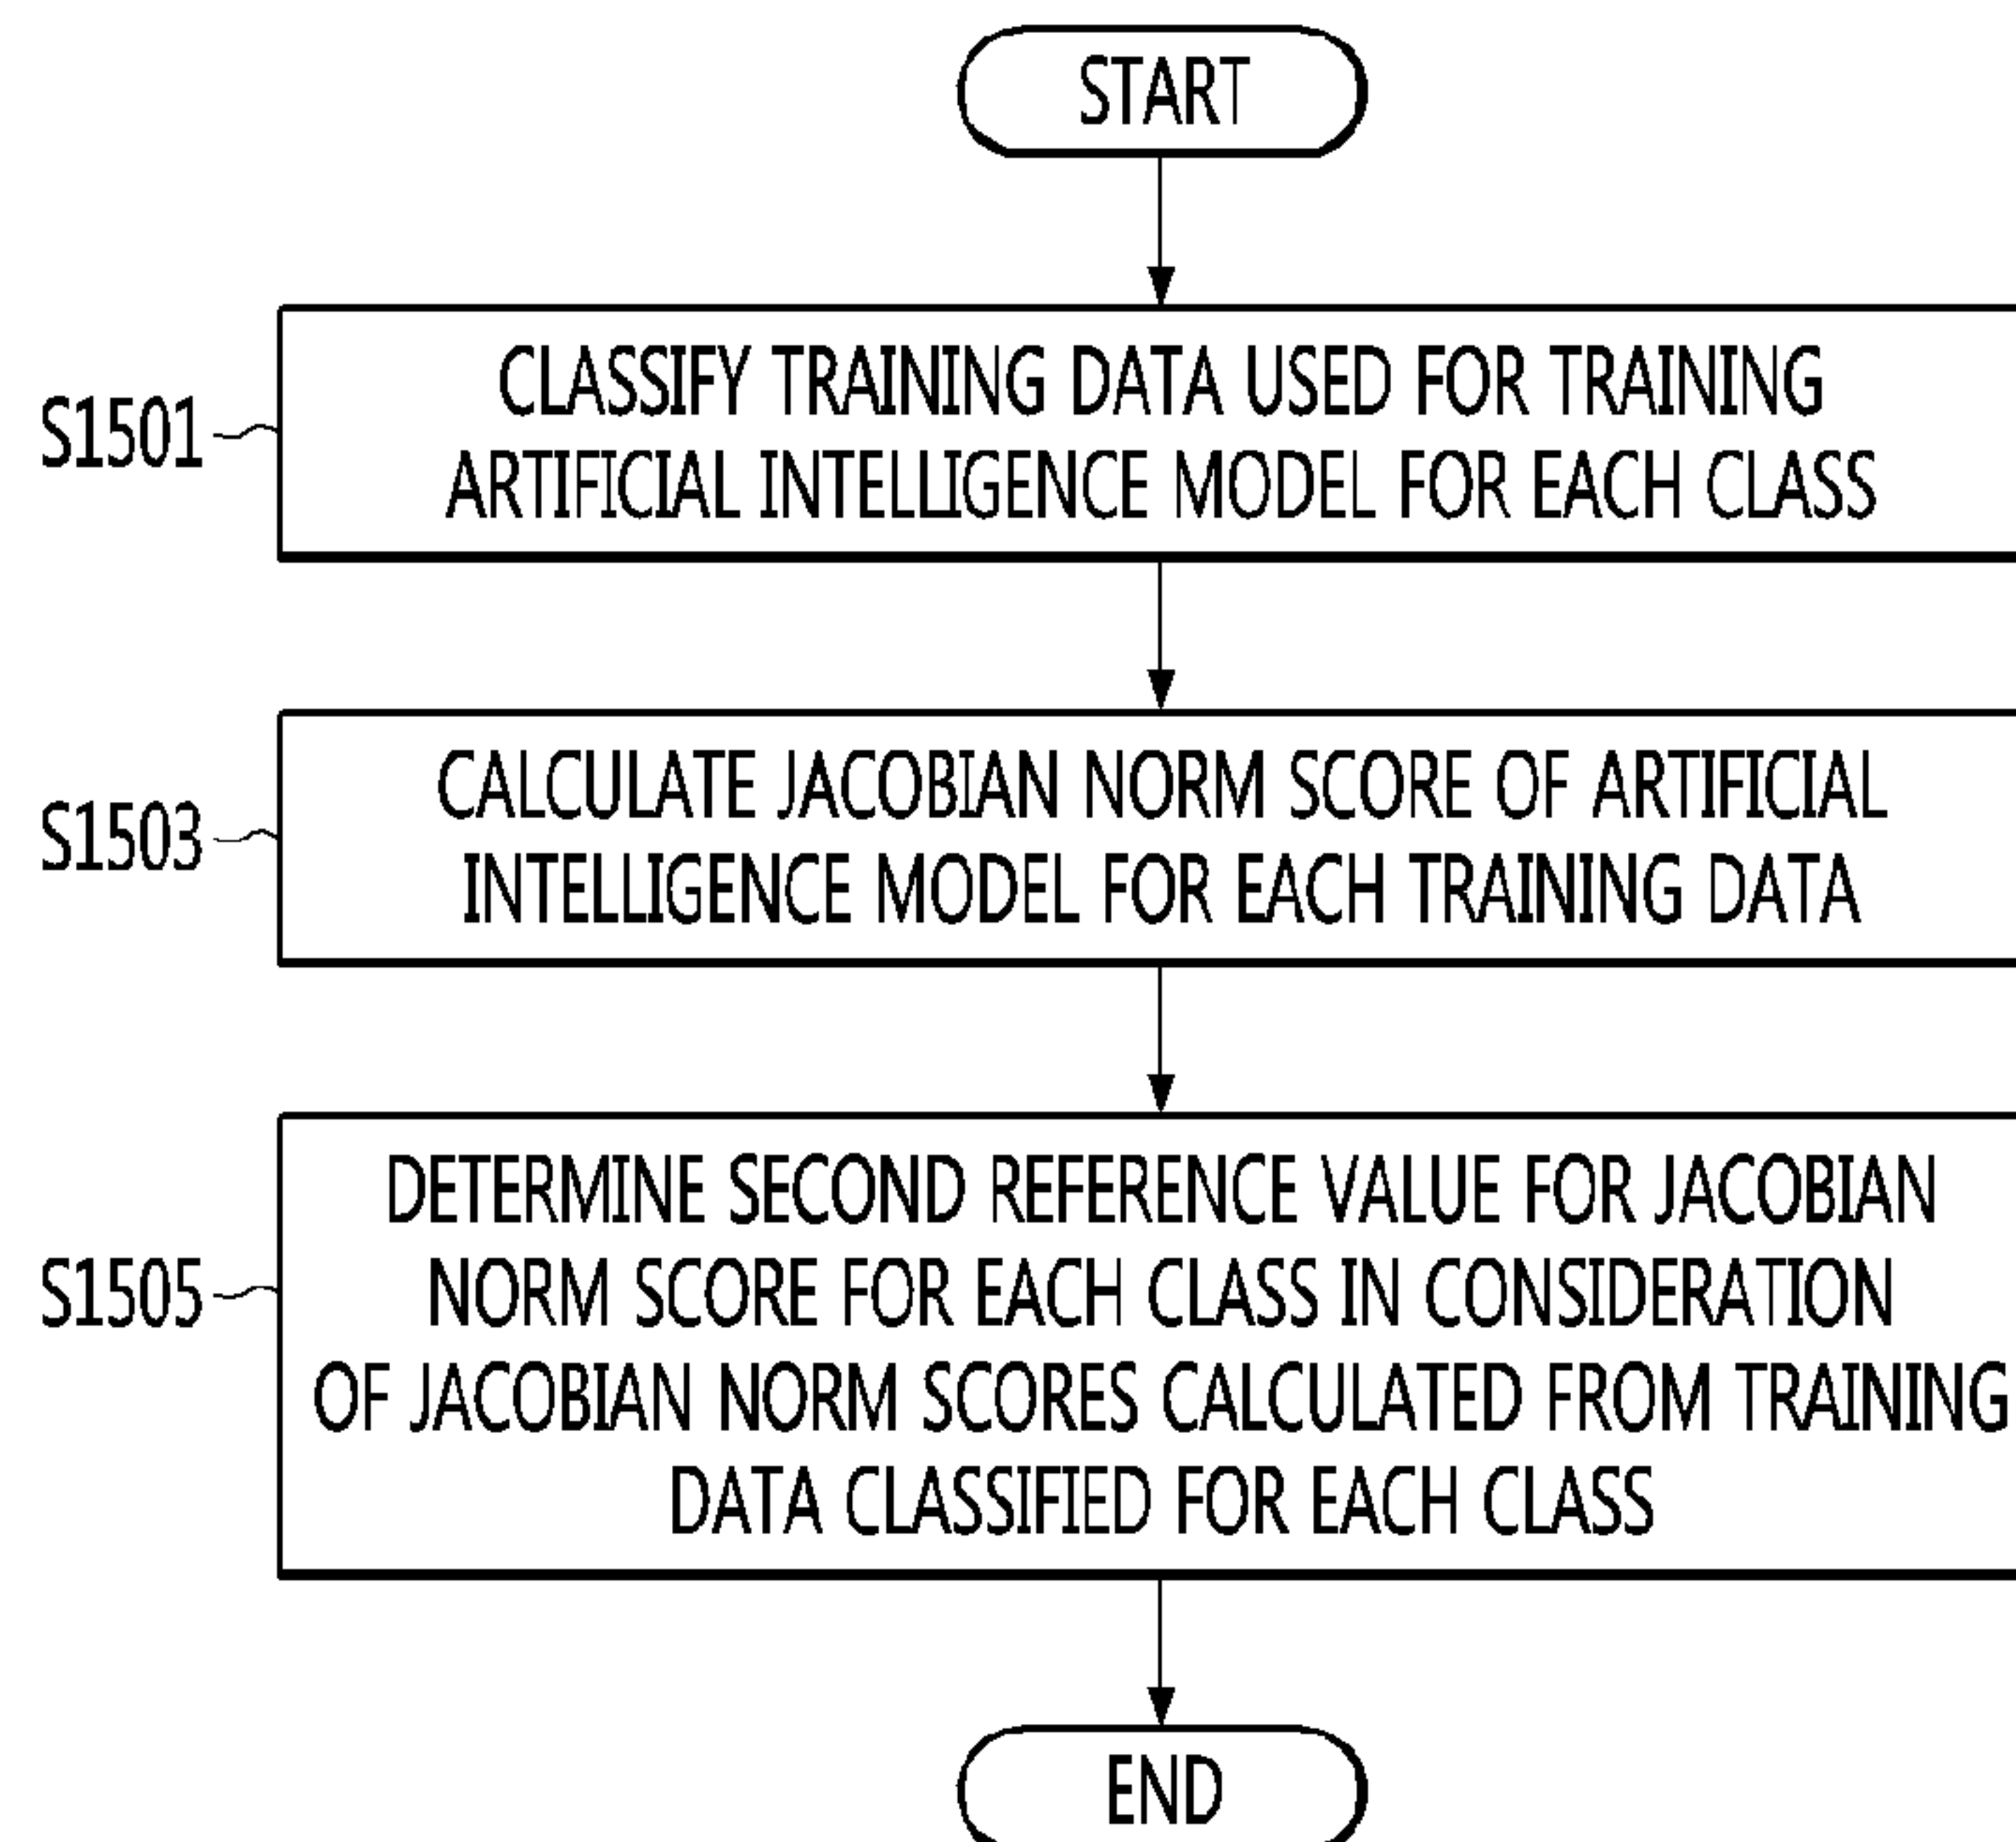 START
S1501
CLASSIFY TRAINING DATA USED FOR TRAINING
ARTIFICIAL INTELLIGENCE MODEL FOR EACH CLASS
S1503
CALCULATE JACOBIAN NORM SCORE OF ARTIFICIAL
INTELLIGENCE MODEL FOR EACH TRAINING DATA
S1505
DETERMINE SECOND REFERENCE VALUE FOR JACOBIAN
NORM SCORE FOR EACH CLASS IN CONSIDERATION
OF JACOBIAN NORM SCORES CALCULATED FROM TRAINING
DATA CLASSIFIED FOR EACH CLASS
END